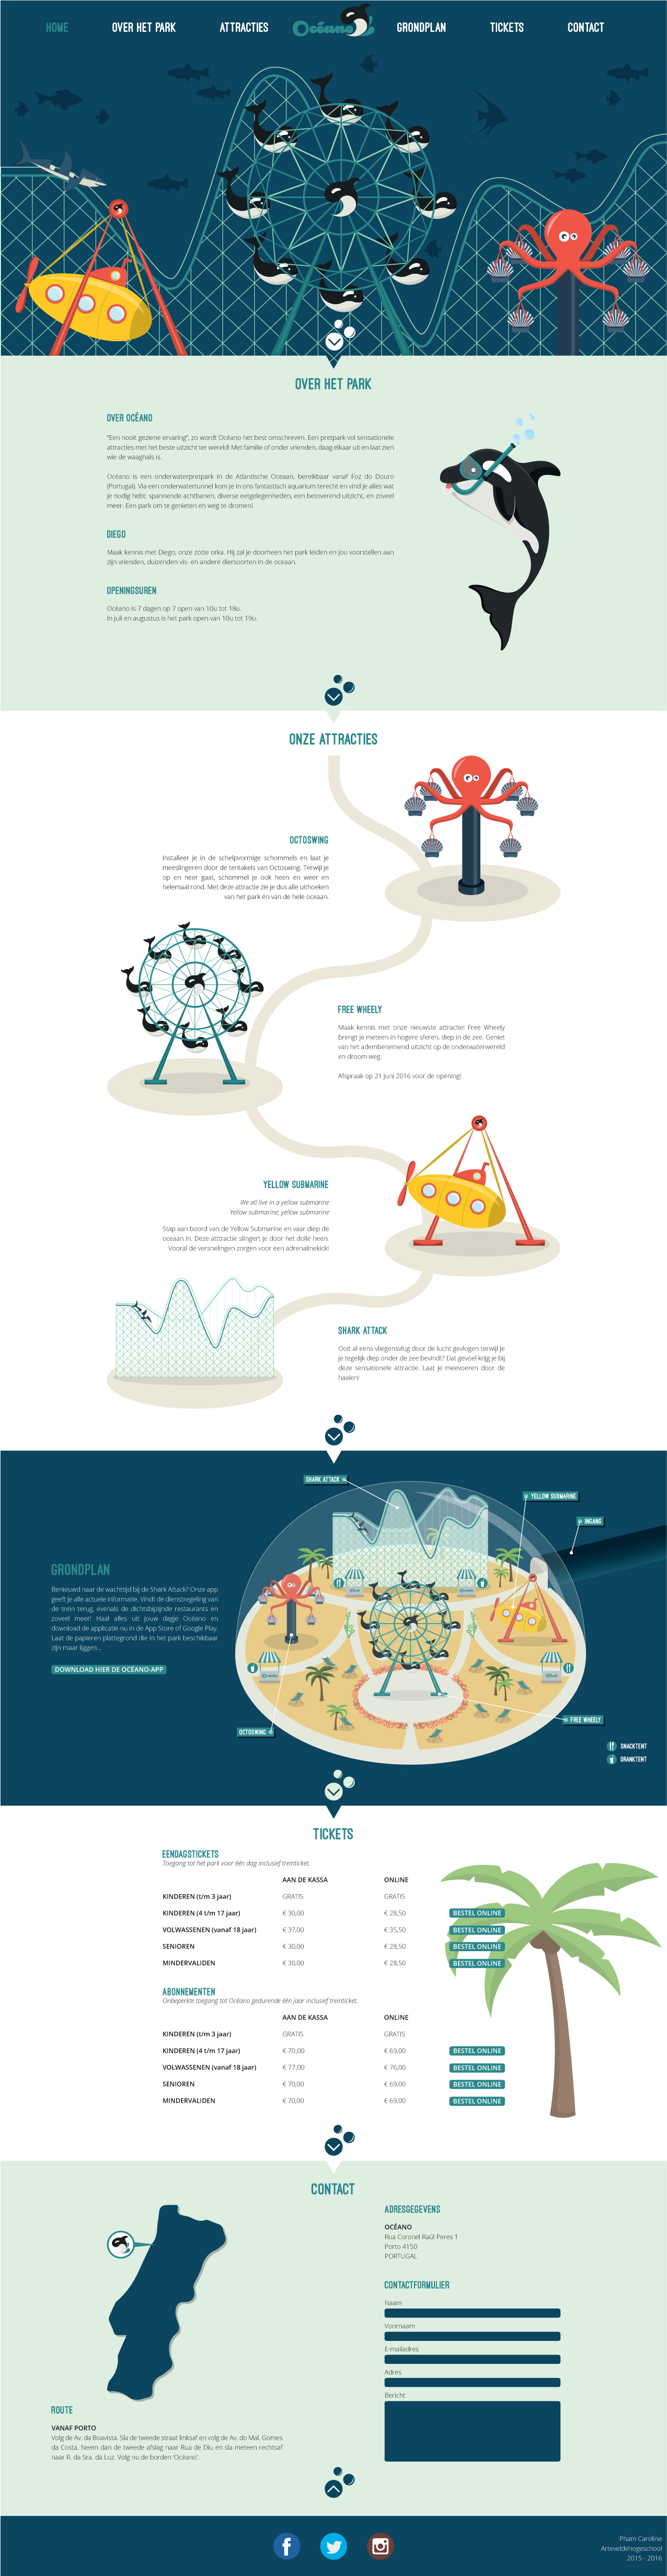 HOME OVER HET PARK ATTRACTIES Océano GRONDPLAN TICKETS CONTACT
OVER HET PARK
OVER OCÉANO
“Een nooit geziene ervaring”, zo wordt Océano het best omschreven. Een pretpark vol sensationele
attracties met het beste uitzicht ter wereld! Met familie of onder vrienden, daag elkaar uit en laat zien
wie de waaghals is.
Océano is een onderwaterpretpark in de Atlantische Oceaan, bereikbaar vanaf Foz do Douro
(Portugal). Via een onderwatertunnel kom je in ons fantastisch aquarium terecht en vind je alles wat
je nodig hebt: spannende achtbanen, diverse eetgelegenheden, een betoverend uitzicht, en zoveel
meer. Een park om te genieten en weg te dromen!
DIEGO
Maak kennis met Diego, onze zotte orka. Hij zal je doorheen het park leiden en jou voorstellen aan
zijn vrienden, duizenden vis- en andere diersoorten in de oceaan.
OPENINGSUREN
Océano is 7 dagen op 7 open van 10u tot 18u.
In juli en augustus is het park open van 10u tot 19u.
ONZE ATTRACTIES
OCTOSWING
Installeer je in de schelpvormige schommels en laat je
meeslingeren door de tentakels van Octoswing. Terwijl je
op en neer gaat, schommel je ook heen en weer en
helemaal rond. Met deze attractie zie je dus alle uithoeken
van het park én van de hele oceaan.
FREE WHEELY
Maak kennis met onze nieuwste attractie! Free Wheely
brengt je meteen in hogere sferen, diep in de zee. Geniet
van het adembenemend uitzicht op de onderwaterwereld
en droom weg.
Afspraak op 21 juni 2016 voor de opening!
YELLOW SUBMARINE
We all live in a yellow submarine
Yellow submarine, yellow submarine
Stap aan boord van de Yellow Submarine en vaar diep de
oceaan in. Deze atttractie slingert je door het dolle heen.
Vooral de versnelingen zorgen voor een adrenalinekick!
SHARK ATTACK
Ooit al eens vliegensvlug door de lucht gevlogen terwijl je
je tegelijk diep onder de zee bevindt? Dat gevoel krijg je bij
deze sensationele attractie. Laat je meevoeren door de
haaien!
SHARK ATTACK
YELLOW SUBMARINE
INGANG
GRONDPLAN
Benieuwd naar de wachttijd bij de Shark Attack? Onze app
geeft je alle actuele informatie. Vindt de dienstregeling van
de trein terug, evenals de dichtsbijzijnde restaurants en
zoveel meer! Haal alles uit jouw dagje Océano en
download de applicatie nu in de App Store of Google Play.
Laat de papieren plattegrond die in het park beschikbaar
zijn maar liggen...
DOWNLOAD HIER DE OCÉANO-APP
FREE WHEELY
OCTOSWING
SNACKTENT
DRANKTENT
TICKETS
EENDAGSTICKETS
Toegang tot het park voor één dag inclusief treinticket.
AAN DE KASSA ONLINE
KINDEREN (t/m 3 jaar) GRATIS GRATIS
KINDEREN (4 t/m 17 jaar) € 30,00 € 28,50 BESTEL ONLINE
VOLWASSENEN (vanaf 18 jaar) € 37,00 € 35,50 BESTEL ONLINE
SENIOREN € 30,00 € 28,50 BESTEL ONLINE
MINDERVALIDEN € 30,00 € 28,50 BESTEL ONLINE
ABONNEMENTEN
Onbeperkte toegang tot Océano gedurende één jaar inclusief treinticket.
AAN DE KASSA ONLINE
KINDEREN (t/m 3 jaar) GRATIS GRATIS
KINDEREN (4 t/m 17 jaar) € 70,00 € 69,00 BESTEL ONLINE
VOLWASSENEN (vanaf 18 jaar) € 77,00 € 76,00 BESTEL ONLINE
SENIOREN € 70,00 € 69,00 BESTEL ONLINE
MINDERVALIDEN € 70,00 € 69,00 BESTEL ONLINE
CONTACT
ADRESGEGEVENS
OCÉANO
Rua Coronel Raúl Peres 1
Porto 4150
PORTUGAL
CONTACTFORMULIER
Naam
Voornaam
E-mailadres
Adres
Bericht
ROUTE
VANAF PORTO
Volg de Av. da Boavista. Sla de tweede straat linksaf en volg de Av. do Mal. Gomes
da Costa. Neem dan de tweede afslag naar Rua de Diu en sla meteen rechtsaf
naar R. da Sra. da Luz. Volg nu de borden ‘Océano’.
Pham Caroline
Arteveldehogeschool
2015 - 2016